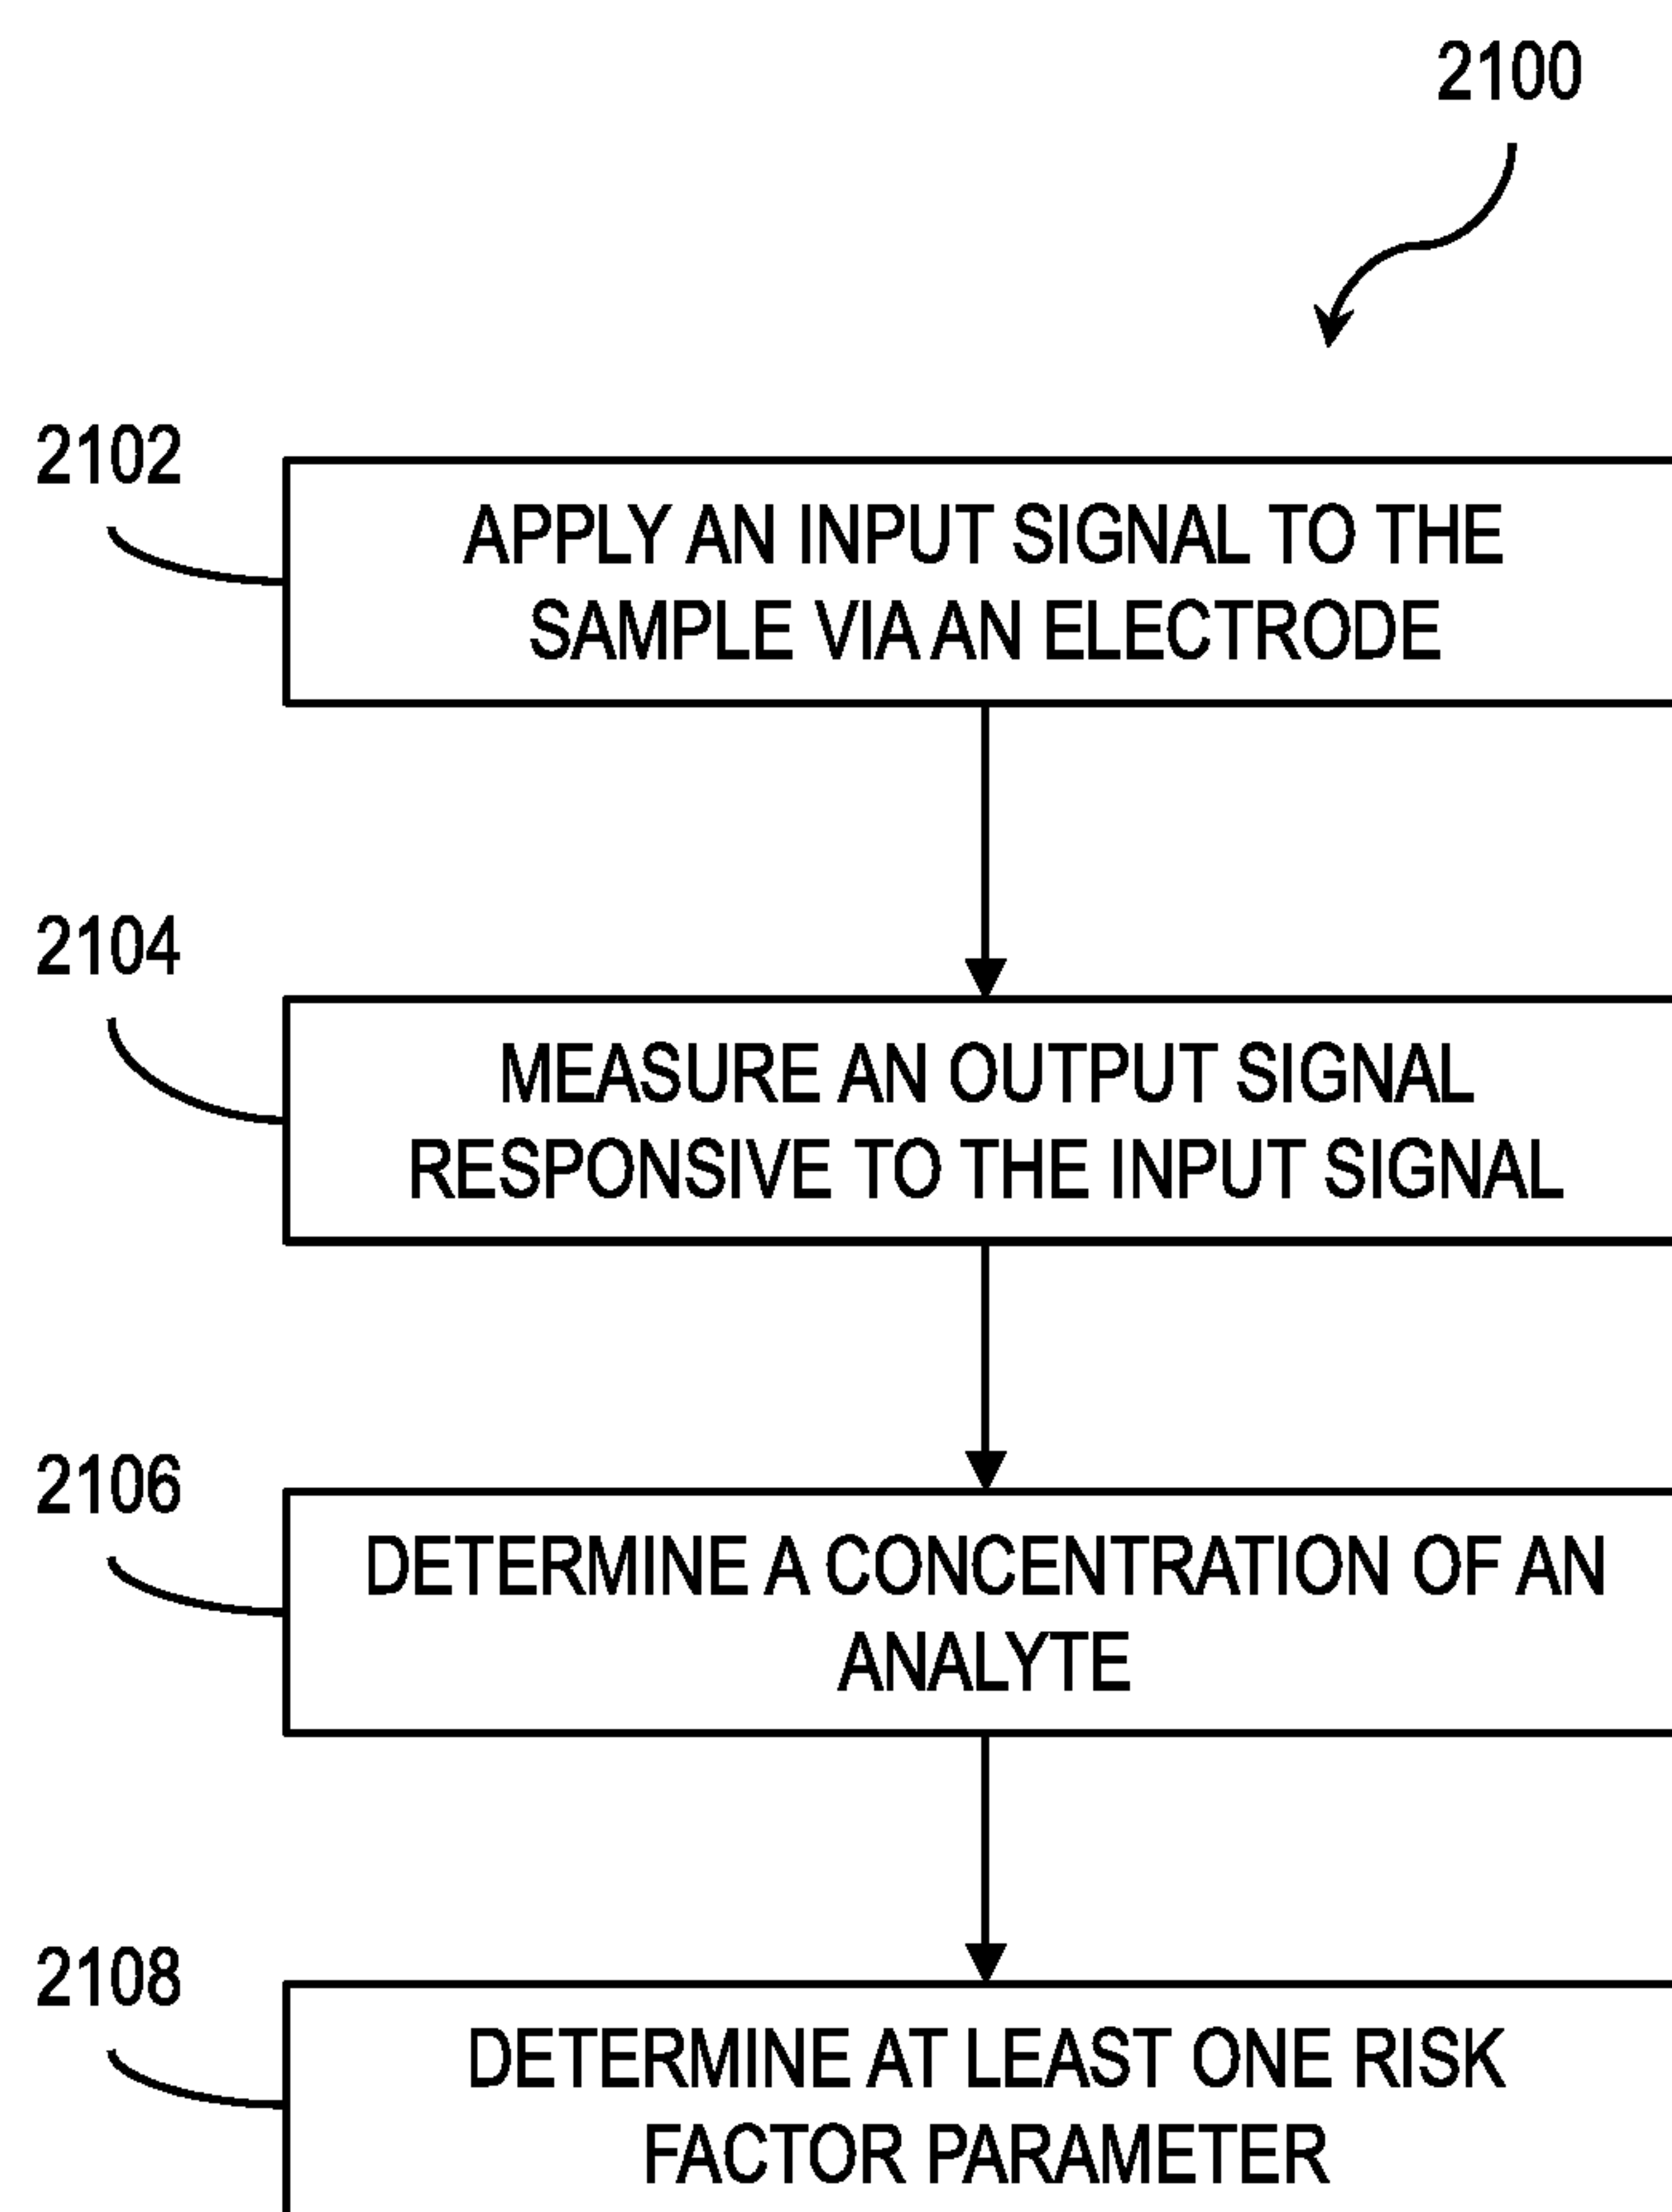 2100
2102
APPLY AN INPUT SIGNAL TO THE
SAMPLE VIA AN ELECTRODE
2104
MEASURE AN OUTPUT SIGNAL
RESPONSIVE TO THE INPUT SIGNAL
2106
DETERMINE A CONCENTRATION OF AN
ANALYTE
2108
DETERMINE AT LEAST ONE RISK
FACTOR PARAMETER